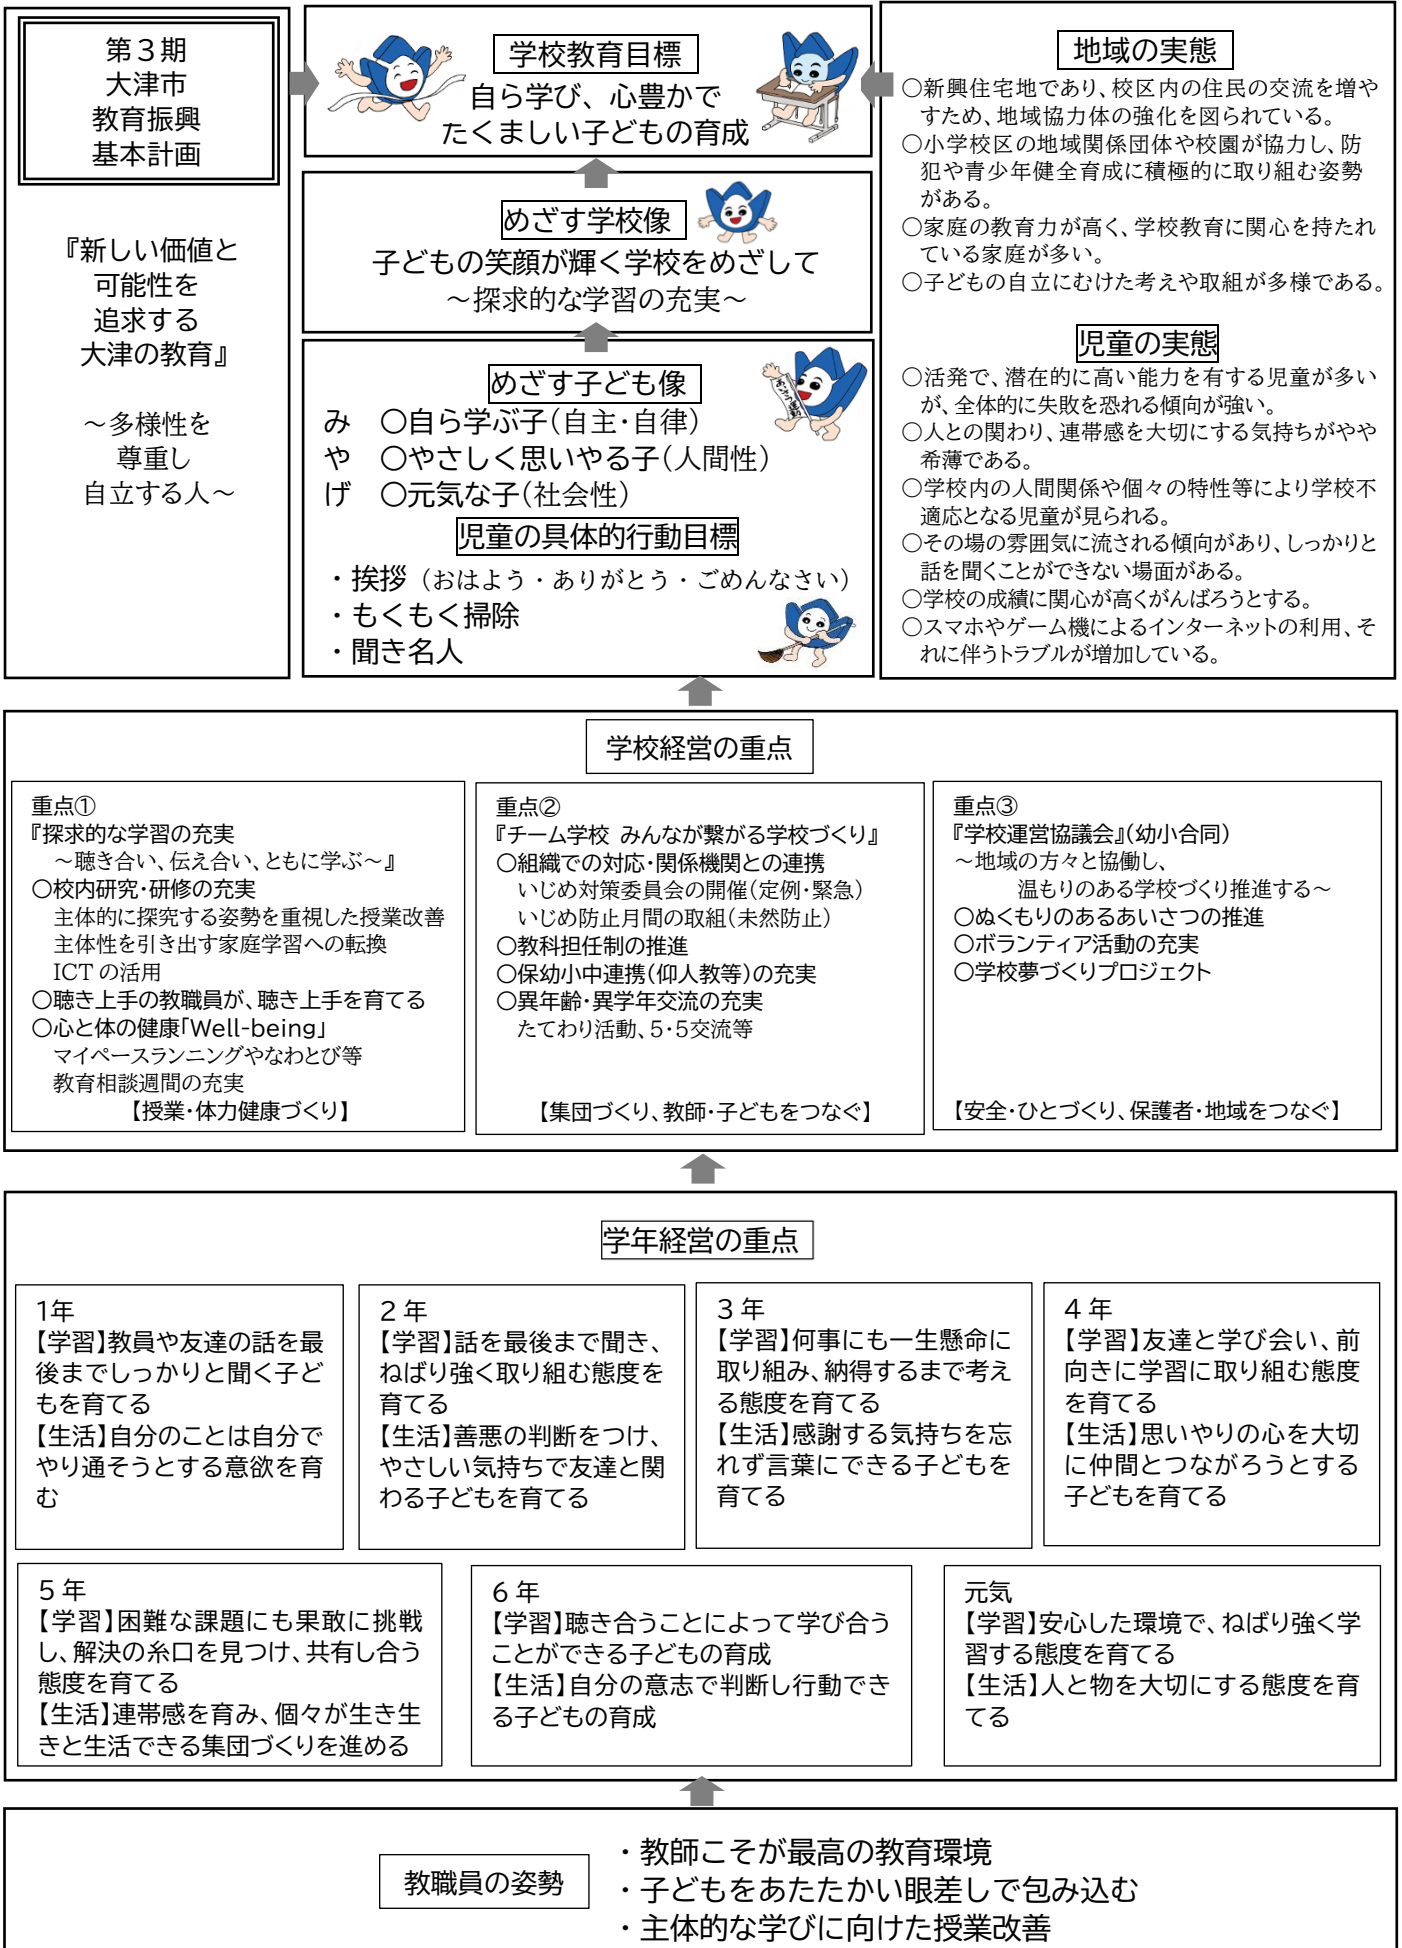 第３期
大津市
教育振興
基本計画
『新しい価値と
可能性を
追求する
大津の教育』
～多様性を
尊重し
自立する人～
学校教育目標
自ら学び、心豊かで
たくましい子どもの育成
めざす学校像
子どもの笑顔が輝く学校をめざして
～探求的な学習の充実～
めざす子ども像
あいさつ運動
み　○自ら学ぶ子（自主・自律）
や　○やさしく思いやる子（人間性）
げ　○元気な子（社会性）
児童の具体的行動目標
・挨拶（おはよう・ありがとう・ごめんなさい）
・もくもく掃除
・聞き名人
地域の実態
○新興住宅地であり、校区内の住民の交流を増や
すため、地域協力体の強化を図られている。
○小学校区の地域関係団体や校園が協力し、防
犯や青少年健全育成に積極的に取り組む姿勢
がある。
○家庭の教育力が高く、学校教育に関心を持たれ
ている家庭が多い。
○子どもの自立にむけた考えや取組が多様である。
児童の実態
○活発で、潜在的に高い能力を有する児童が多い
が、全体的に失敗を恐れる傾向が強い。
○人との関わり、連帯感を大切にする気持ちがやや
希薄である。
○学校内の人間関係や個々の特性等により学校不
適応となる児童が見られる。
○その場の雰囲気に流される傾向があり、しっかりと
話を聞くことができない場面がある。
○学校の成績に関心が高くがんばろうとする。
○スマホやゲーム機によるインターネットの利用、そ
れに伴うトラブルが増加している。
学校経営の重点
重点①
『探求的な学習の充実
～聴き合い、伝え合い、ともに学ぶ～』
○校内研究・研修の充実
主体的に探究する姿勢を重視した授業改善
主体性を引き出す家庭学習への転換
ICT の活用
○聴き上手の教職員が、聴き上手を育てる
○心と体の健康「Well-being」
マイペースランニングやなわとび等
教育相談週間の充実
【授業・体力健康づくり】
重点②
『チーム学校 みんなが繋がる学校づくり』
○組織での対応・関係機関との連携
いじめ対策委員会の開催（定例・緊急）
いじめ防止月間の取組（未然防止）
○教科担任制の推進
○保幼小中連携（仰人教等）の充実
○異年齢・異学年交流の充実
たてわり活動、５・５交流等
【集団づくり、教師・子どもをつなぐ】
重点③
『学校運営協議会』（幼小合同）
～地域の方々と協働し、
温もりのある学校づくり推進する～
○ぬくもりのあるあいさつの推進
○ボランティア活動の充実
○学校夢づくりプロジェクト
【安全・ひとづくり、保護者・地域をつなぐ】
学年経営の重点
1年
【学習】教員や友達の話を最
後までしっかりと聞く子ど
もを育てる
【生活】自分のことは自分で
やり通そうとする意欲を育
む
２年
【学習】話を最後まで聞き、
ねばり強く取り組む態度を
育てる
【生活】善悪の判断をつけ、
やさしい気持ちで友達と関
わる子どもを育てる
３年
【学習】何事にも一生懸命に
取り組み、納得するまで考え
る態度を育てる
【生活】感謝する気持ちを忘
れず言葉にできる子どもを
育てる
４年
【学習】友達と学び会い、前
向きに学習に取り組む態度
を育てる
【生活】思いやりの心を大切
に仲間とつながろうとする
子どもを育てる
５年
【学習】困難な課題にも果敢に挑戦
し、解決の糸口を見つけ、共有し合う
態度を育てる
【生活】連帯感を育み、個々が生き生
きと生活できる集団づくりを進める
６年
【学習】聴き合うことによって学び合う
ことができる子どもの育成
【生活】自分の意志で判断し行動でき
る子どもの育成
元気
【学習】安心した環境で、ねばり強く学
習する態度を育てる
【生活】人と物を大切にする態度を育
てる
教職員の姿勢
・教師こそが最高の教育環境
・子どもをあたたかい眼差しで包み込む
・主体的な学びに向けた授業改善